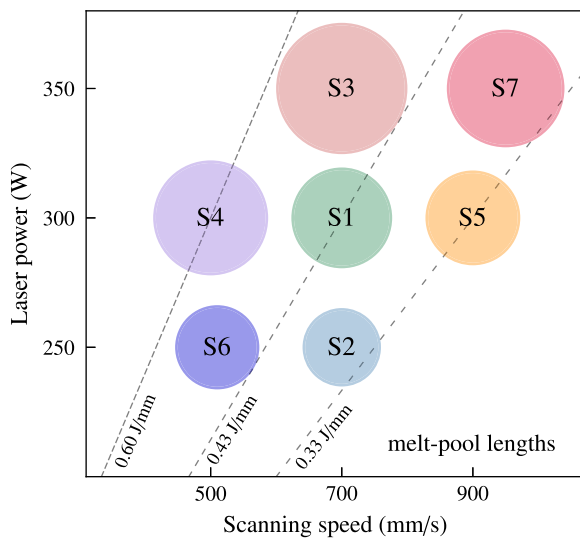 Laser power (W)
350
300
250
S3
S7
S4
S1
S5
S6
S2
0.60 J/mm
0.43 J/mm
0.33 J/mm
melt-pool lengths
500
700
900
Scanning speed (mm/s)